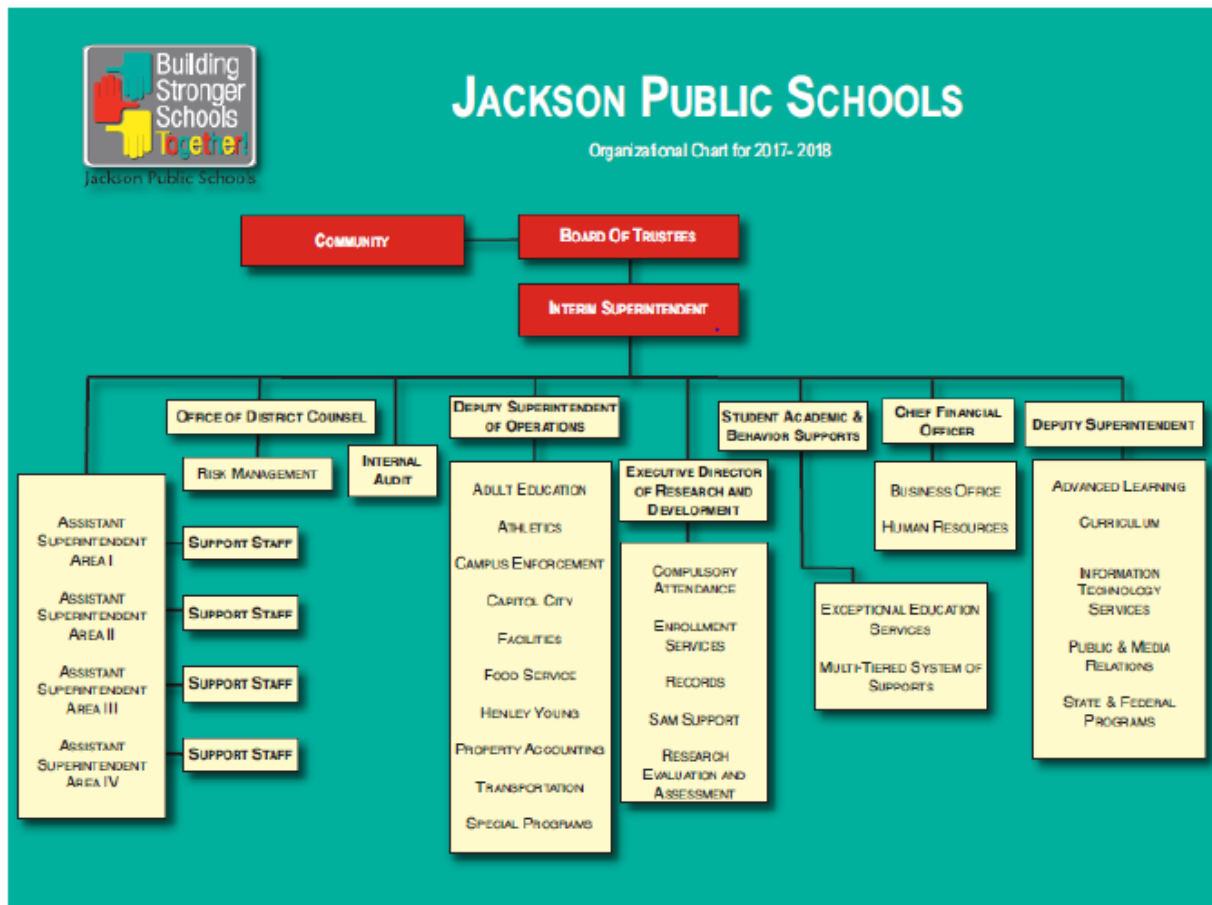 Building
Stronger
Schools
Together!
Jackson Public Schools
JACKSON PUBLIC SCHOOLS
Organizational Chart for 2017- 2018
COMMUNITY
BOARD OF TRUSTEES
INTERIM SUPERINTENDENT
ASSISTANT
SUPERINTENDENT
AREA I
ASSISTANT
SUPERINTENDENT
AREA II
ASSISTANT
SUPERINTENDENT
AREA III
ASSISTANT
SUPERINTENDENT
AREA IV
SUPPORT STAFF
SUPPORT STAFF
SUPPORT STAFF
SUPPORT STAFF
OFFICE OF DISTRICT COUNSEL
RISK MANAGEMENT
INTERNAL
AUDIT
DEPUTY SUPERINTENDENT
OF OPERATIONS
ADULT EDUCATION
ATHLETICS
CAMPUS ENFORCEMENT
CAPITOL CITY
FACILITIES
FOOD SERVICE
HENLEY YOUNG
PROPERTY ACCOUNTING
TRANSPORTATION
SPECIAL PROGRAMS
EXECUTIVE DIRECTOR
OF RESEARCH AND
DEVELOPMENT
COMPULSORY
ATTENDANCE
ENROLLMENT
SERVICES
RECORDS
SAM SUPPORT
RESEARCH
EVALUATION AND
ASSESSMENT
STUDENT ACADEMIC &
BEHAVIOR SUPPORTS
EXCEPTIONAL EDUCATION
SERVICES
MULTI-TIERED SYSTEM OF
SUPPORTS
CHIEF FINANCIAL
OFFICER
BUSINESS OFFICE
HUMAN RESOURCES
DEPUTY SUPERINTENDENT
ADVANCED LEARNING
CURRICULUM
INFORMATION
TECHNOLOGY
SERVICES
PUBLIC & MEDIA
RELATIONS
STATE & FEDERAL
PROGRAMS